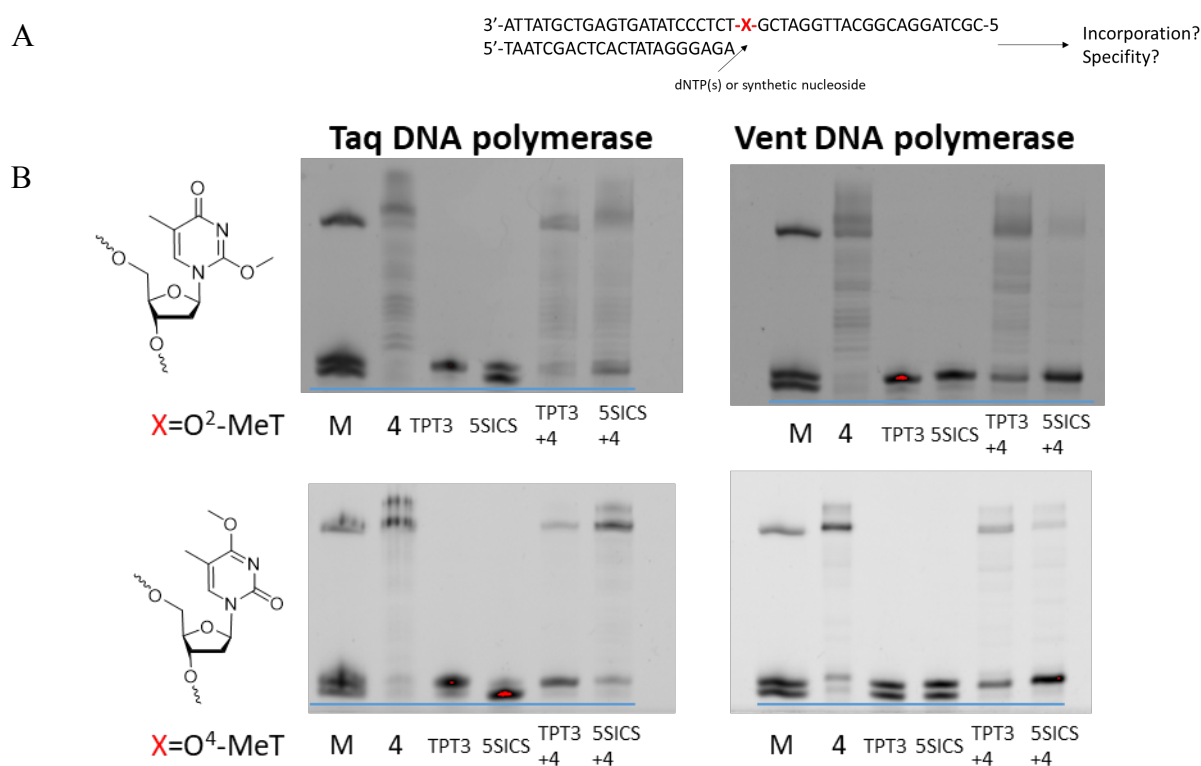 A
3’-ATTATGCTGAGTGATATCCCTCT-X-GCTAGGTTACGGCAGGATCGC-5
5’-TAATCGACTCACTATAGGGAGA
Incorporation?
Specifity?
dNTP(s) or synthetic nucleoside
Taq DNA polymerase
Vent DNA polymerase
B
O
N
N
O
O
O
O
X=O²-MeT
M 4 TPT3 5SICS TPT3 +4 5SICS +4
M 4 TPT3 5SICS TPT3 +4 5SICS +4
O
N
N
O
O
O
O
X=O⁴-MeT
M 4 TPT3 5SICS TPT3 +4 5SICS +4
M 4 TPT3 5SICS TPT3 +4 5SICS +4